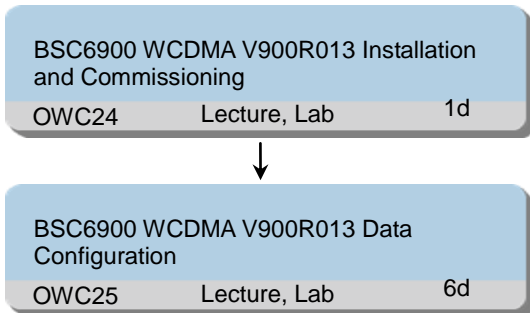 BSC6900 WCDMA V900R013 Installation
and Commissioning
OWC24 Lecture, Lab 1d
BSC6900 WCDMA V900R013 Data
Configuration
OWC25 Lecture, Lab 6d